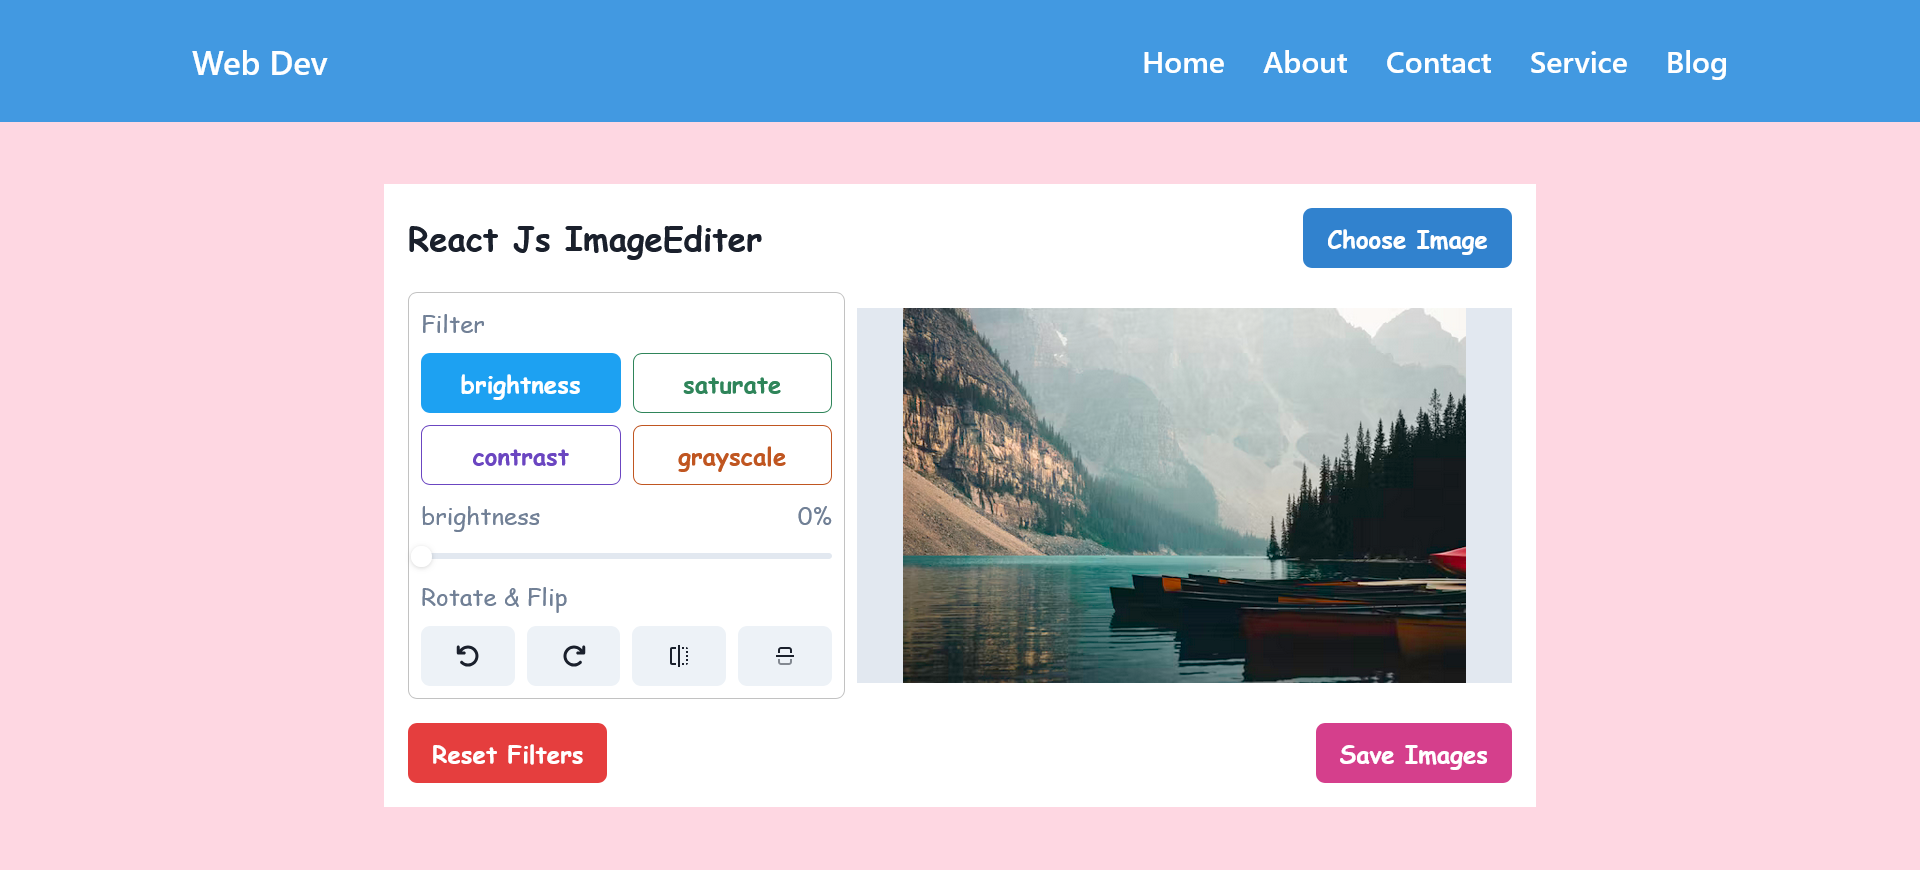 Web Dev
Home About Contact Service Blog
React Js ImageEditer
Choose Image
Filter
brightness
saturate
contrast
grayscale
brightness 0%
Rotate & Flip
Reset Filters
Save Images